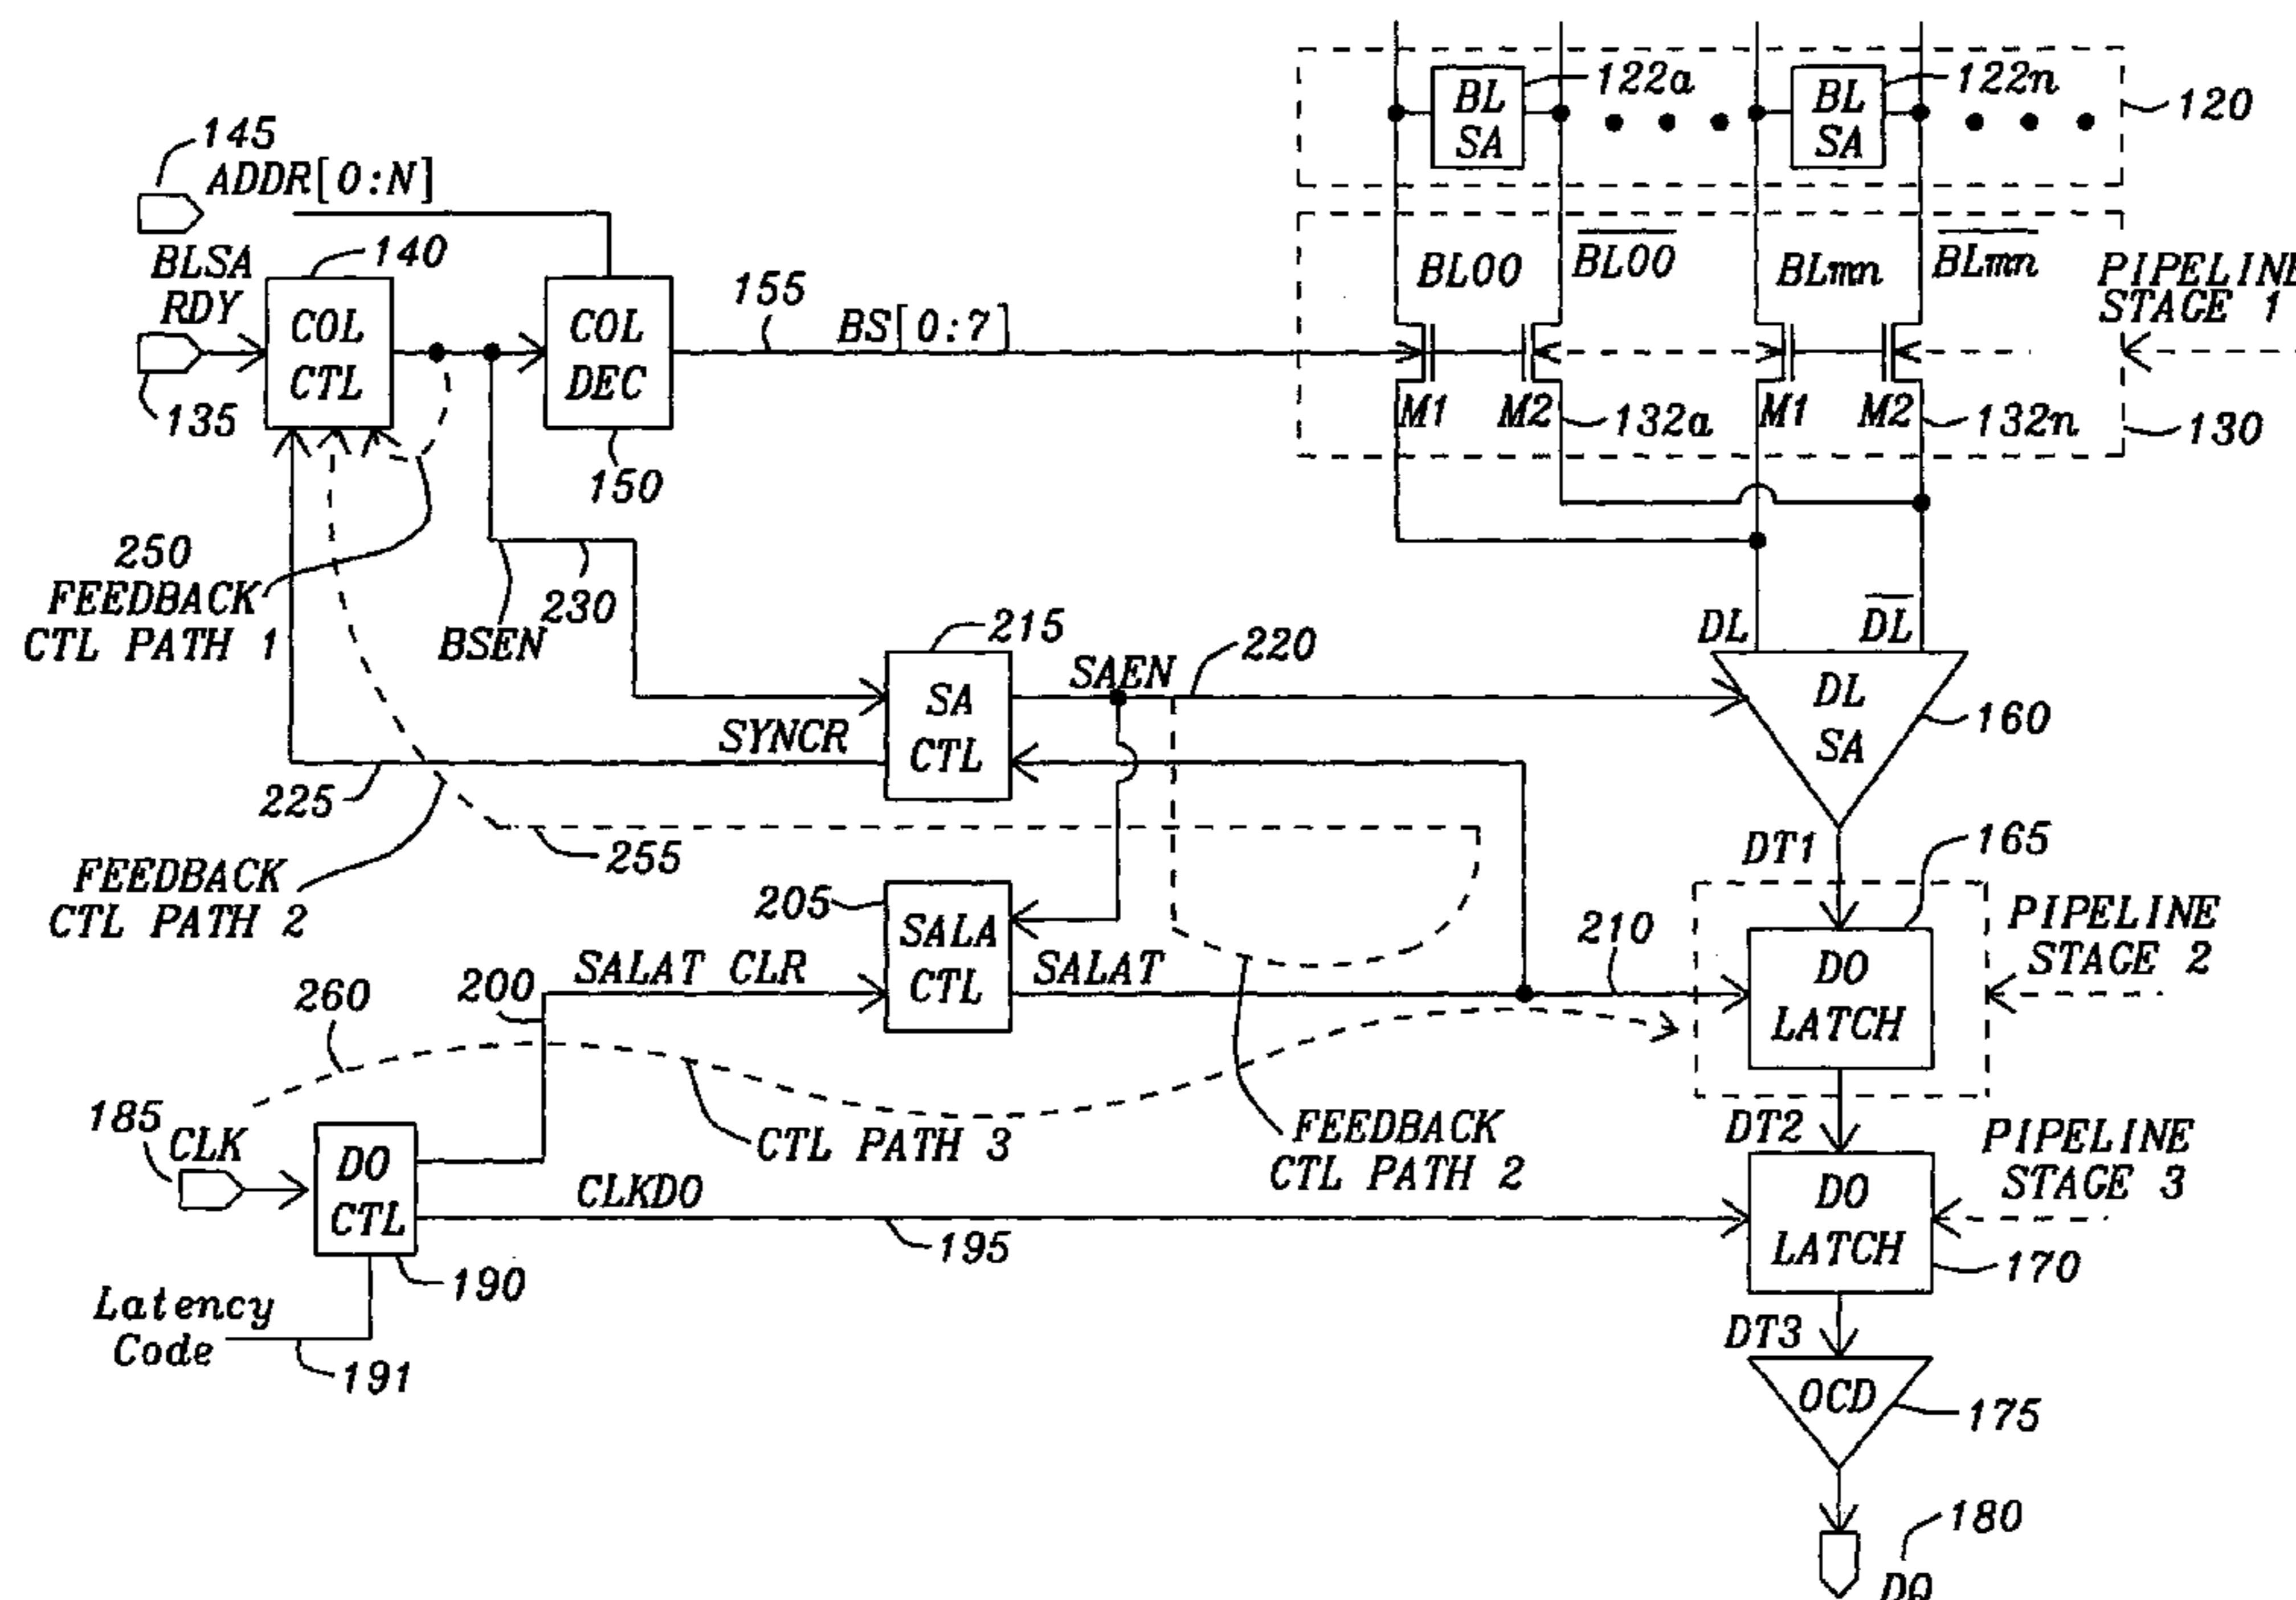 BL
SA
122a
BL
SA
122n
120
145
ADDR[0:N]
BLSA
RDY
140
COL
CTL
135
COL
DEC
150
155
BS[0:7]
BL00
BL00
BLmn
BLmn
PIPELINE
STAGE 1
M1
M2
132a
M1
M2
132n
130
250
FEEDBACK
CTL PATH 1
BSEN
230
215
SA
CTL
SAEN
220
DL
DL
DL
SA
160
SYNCR
225
FEEDBACK
CTL PATH 2
255
205
SALA
CTL
DT1
165
PIPELINE
STAGE 2
DO
LATCH
210
SALAT
SALAT CLR
200
260
CTL PATH 3
FEEDBACK
CTL PATH 2
185
CLK
DO
CTL
190
CLKDO
195
DT2
PIPELINE
STAGE 3
DO
LATCH
170
Latency
Code
191
DT3
OCD
175
180
DQ